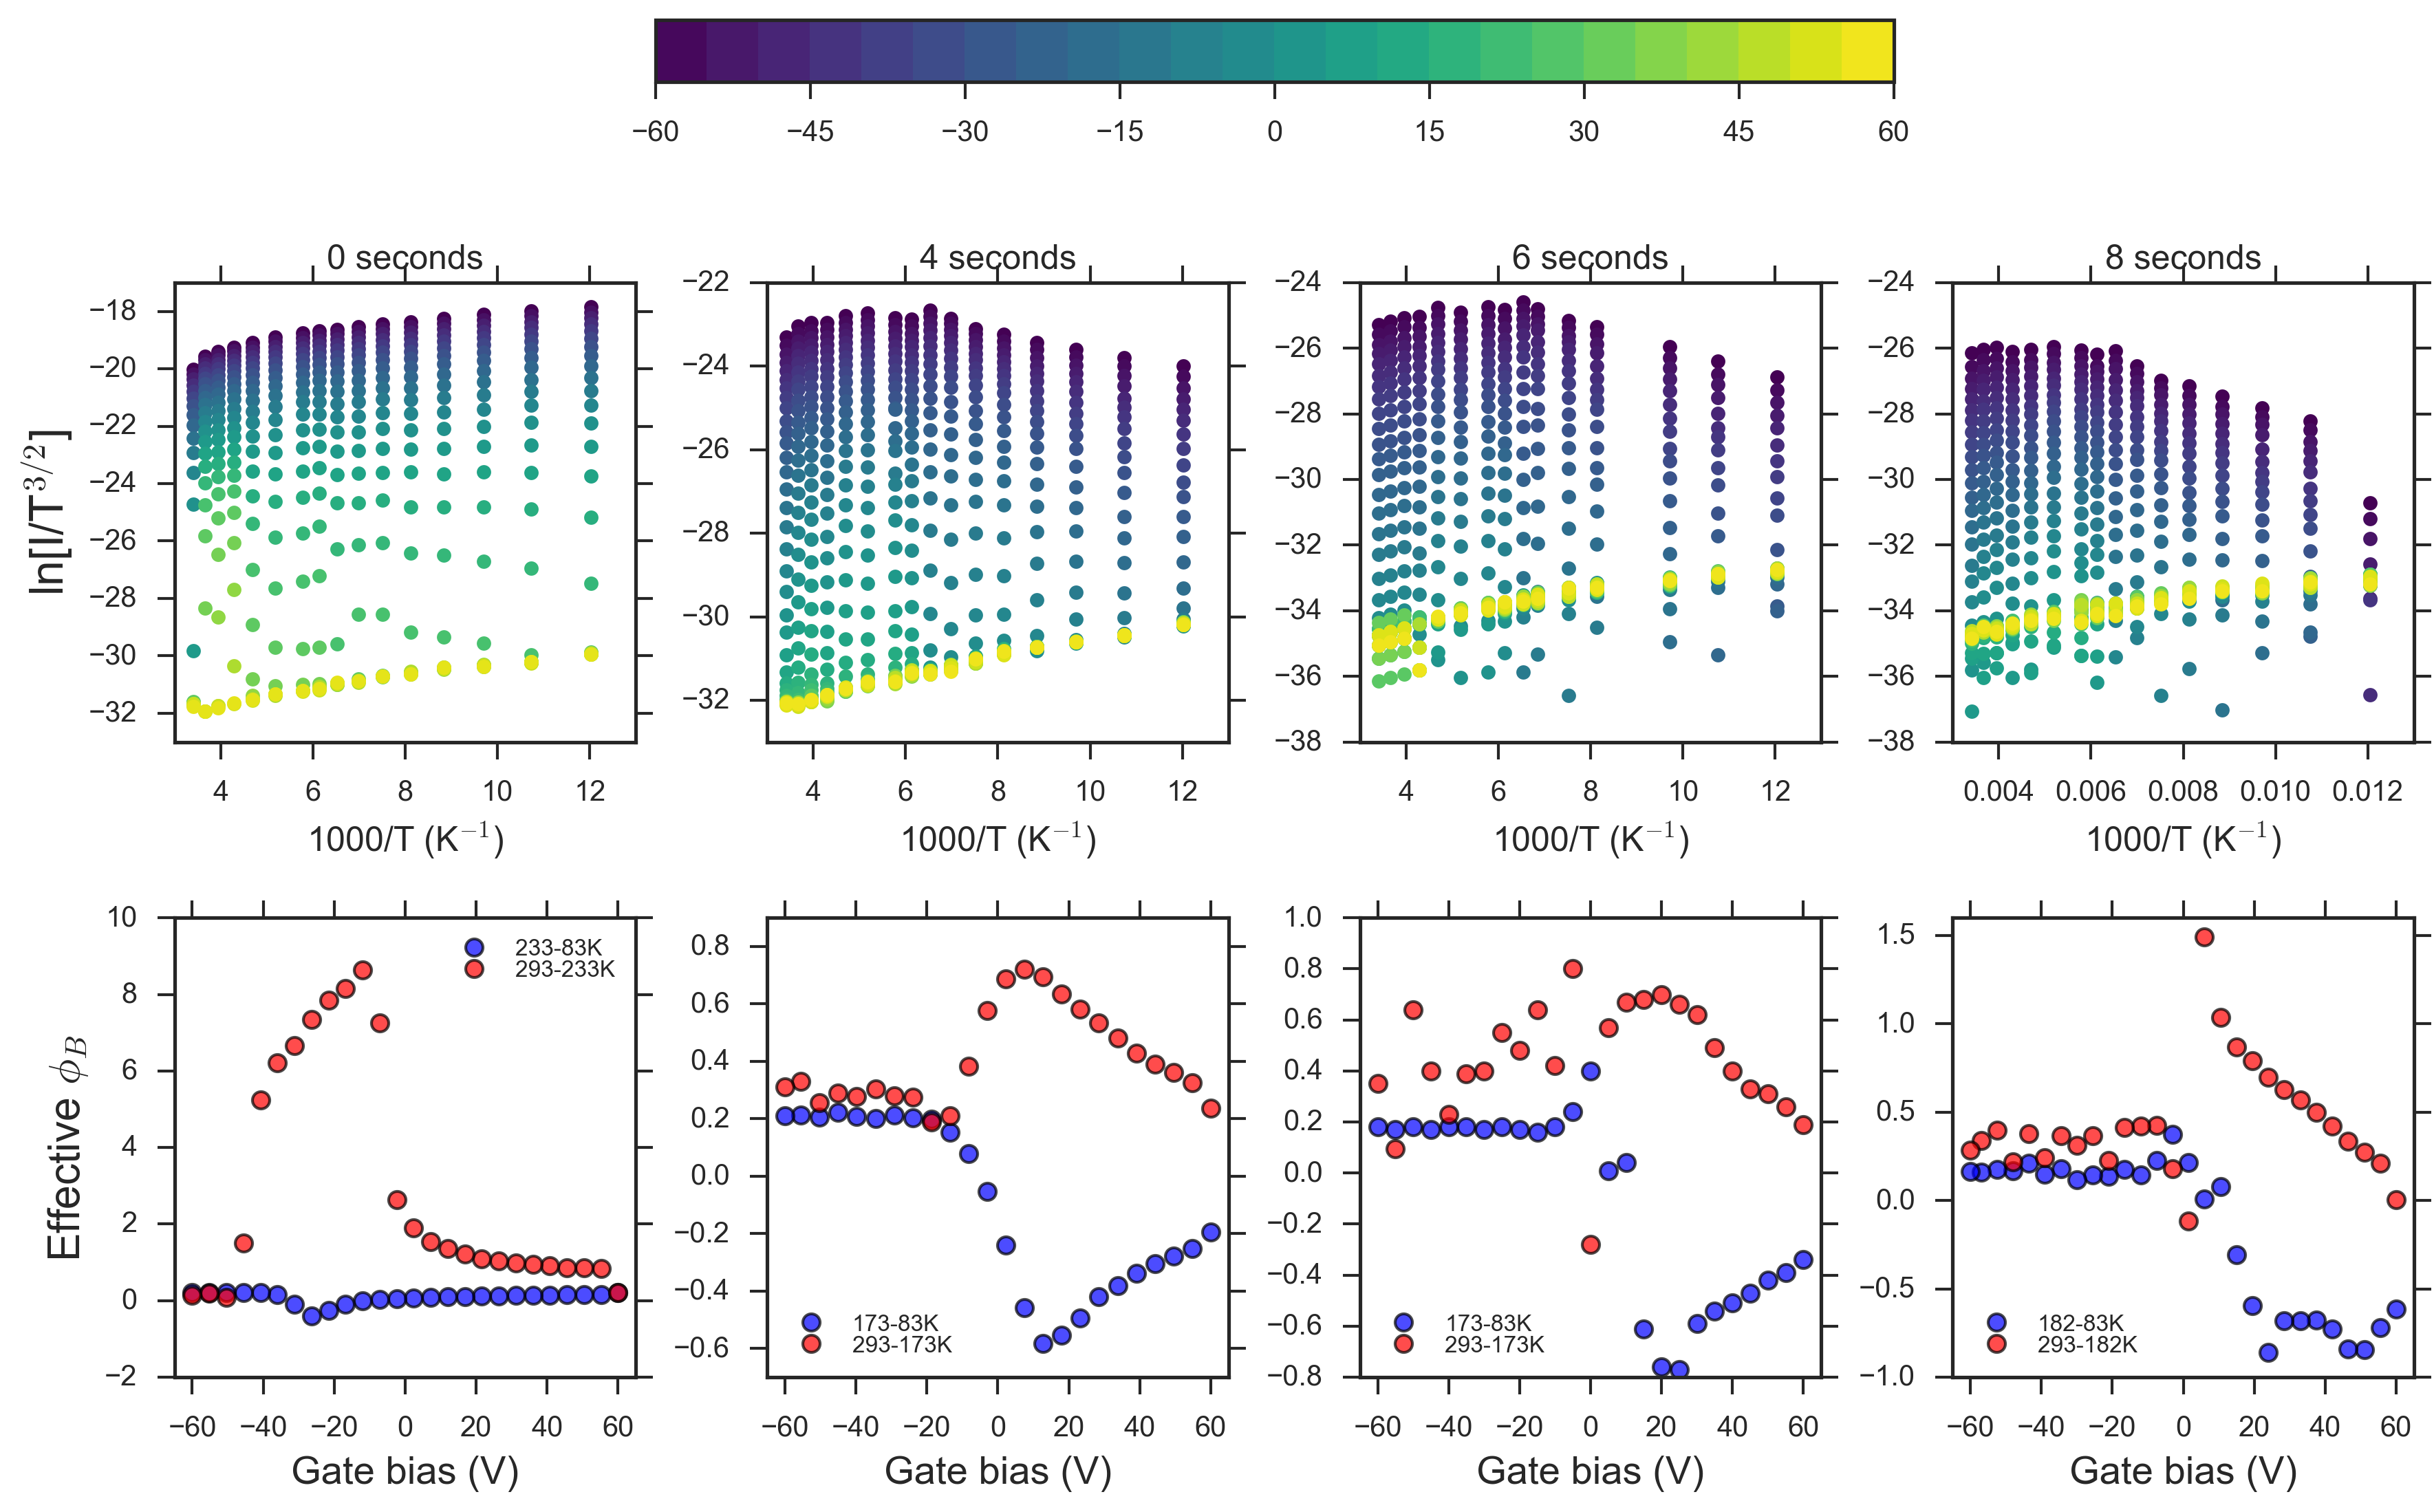 −60 −45 −30 −15 0 15 30 45 60
0 seconds 4 seconds 6 seconds 8 seconds
ln[I/T^{3/2}]
−18
−20
−22
−24
−26
−28
−30
−32
−22
−24
−26
−28
−30
−32
−24
−26
−28
−30
−32
−34
−36
−38
−24
−26
−28
−30
−32
−34
−36
−38
4 6 8 10 12
4 6 8 10 12
4 6 8 10 12
0.004 0.006 0.008 0.010 0.012
1000/T (K⁻¹) 1000/T (K⁻¹) 1000/T (K⁻¹) 1000/T (K⁻¹)
Effective ϕ_B
10
8
6
4
2
0
−2
233-83K
293-233K
0.8
0.6
0.4
0.2
0.0
−0.2
−0.4
−0.6
173-83K
293-173K
1.0
0.8
0.6
0.4
0.2
0.0
−0.2
−0.4
−0.6
−0.8
173-83K
293-173K
1.5
1.0
0.5
0.0
−0.5
−1.0
182-83K
293-182K
−60 −40 −20 0 20 40 60
−60 −40 −20 0 20 40 60
−60 −40 −20 0 20 40 60
−60 −40 −20 0 20 40 60
Gate bias (V) Gate bias (V) Gate bias (V) Gate bias (V)